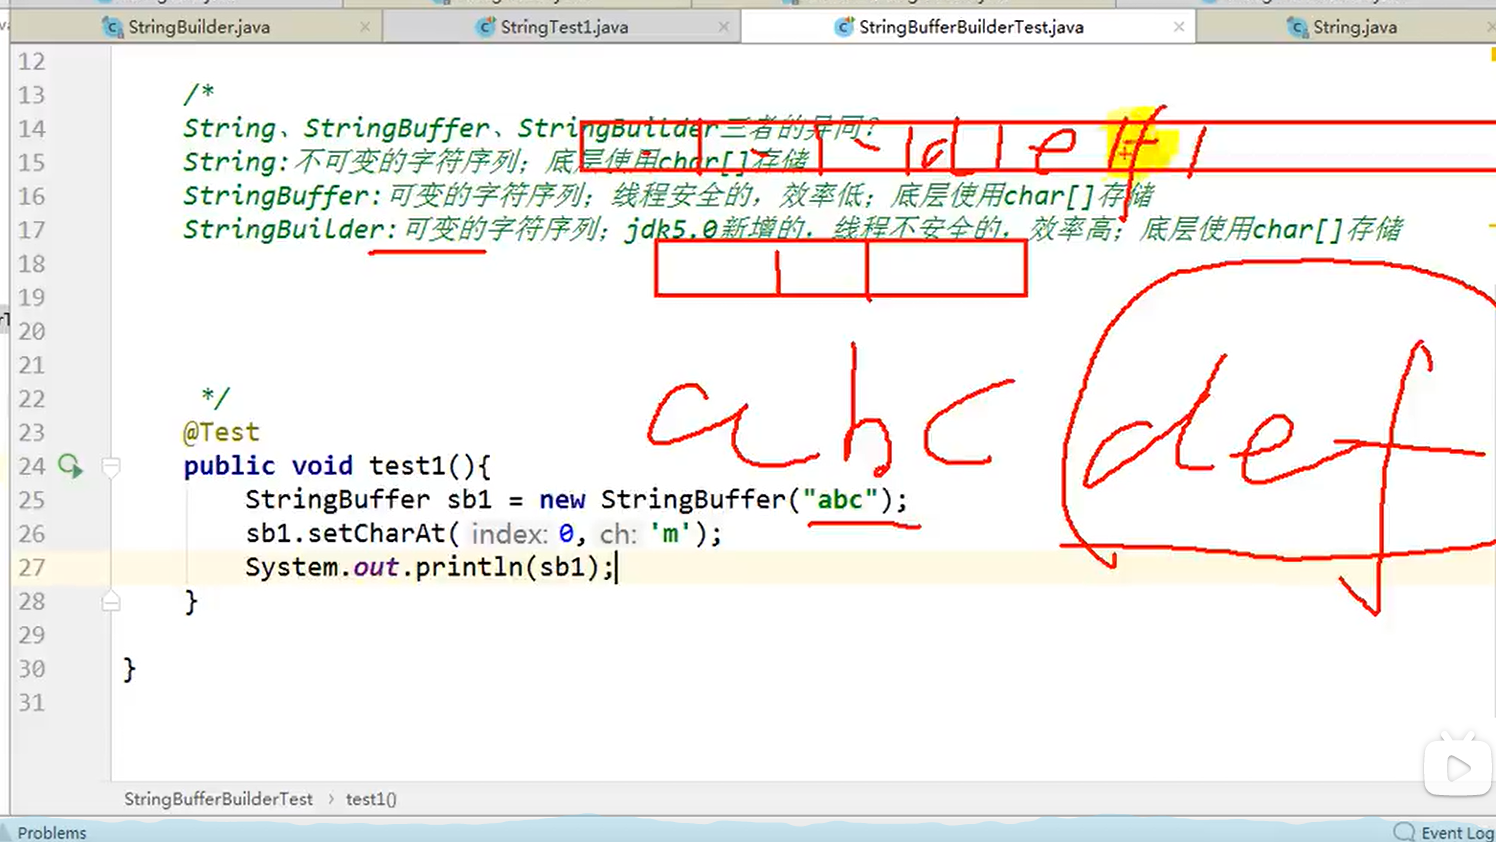 StringBuilder.java
StringTest1.java
StringBufferBuilderTest.java
String.java
12
13 /*
14 String、StringBuffer、StringBuilder三者的异同?
15 String:不可变的字符序列；底层使用char[]存储
16 StringBuffer:可变的字符序列；线程安全的，效率低；底层使用char[]存储
17 StringBuilder:可变的字符序列；jdk5.0新增的，线程不安全的，效率高；底层使用char[]存储
18
19
20
21
22 */
23 @Test
24 public void test1(){
25 StringBuffer sb1 = new StringBuffer("abc");
26 sb1.setCharAt( index: 0, ch: 'm');
27 System.out.println(sb1);
28 }
29
30 }
31
d e f
abc def
StringBufferBuilderTest › test1()
Problems
Event Log